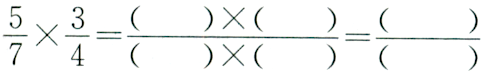 5/7 × 3/4 = (    )×(    )/(    )×(    ) = (    )/(    )